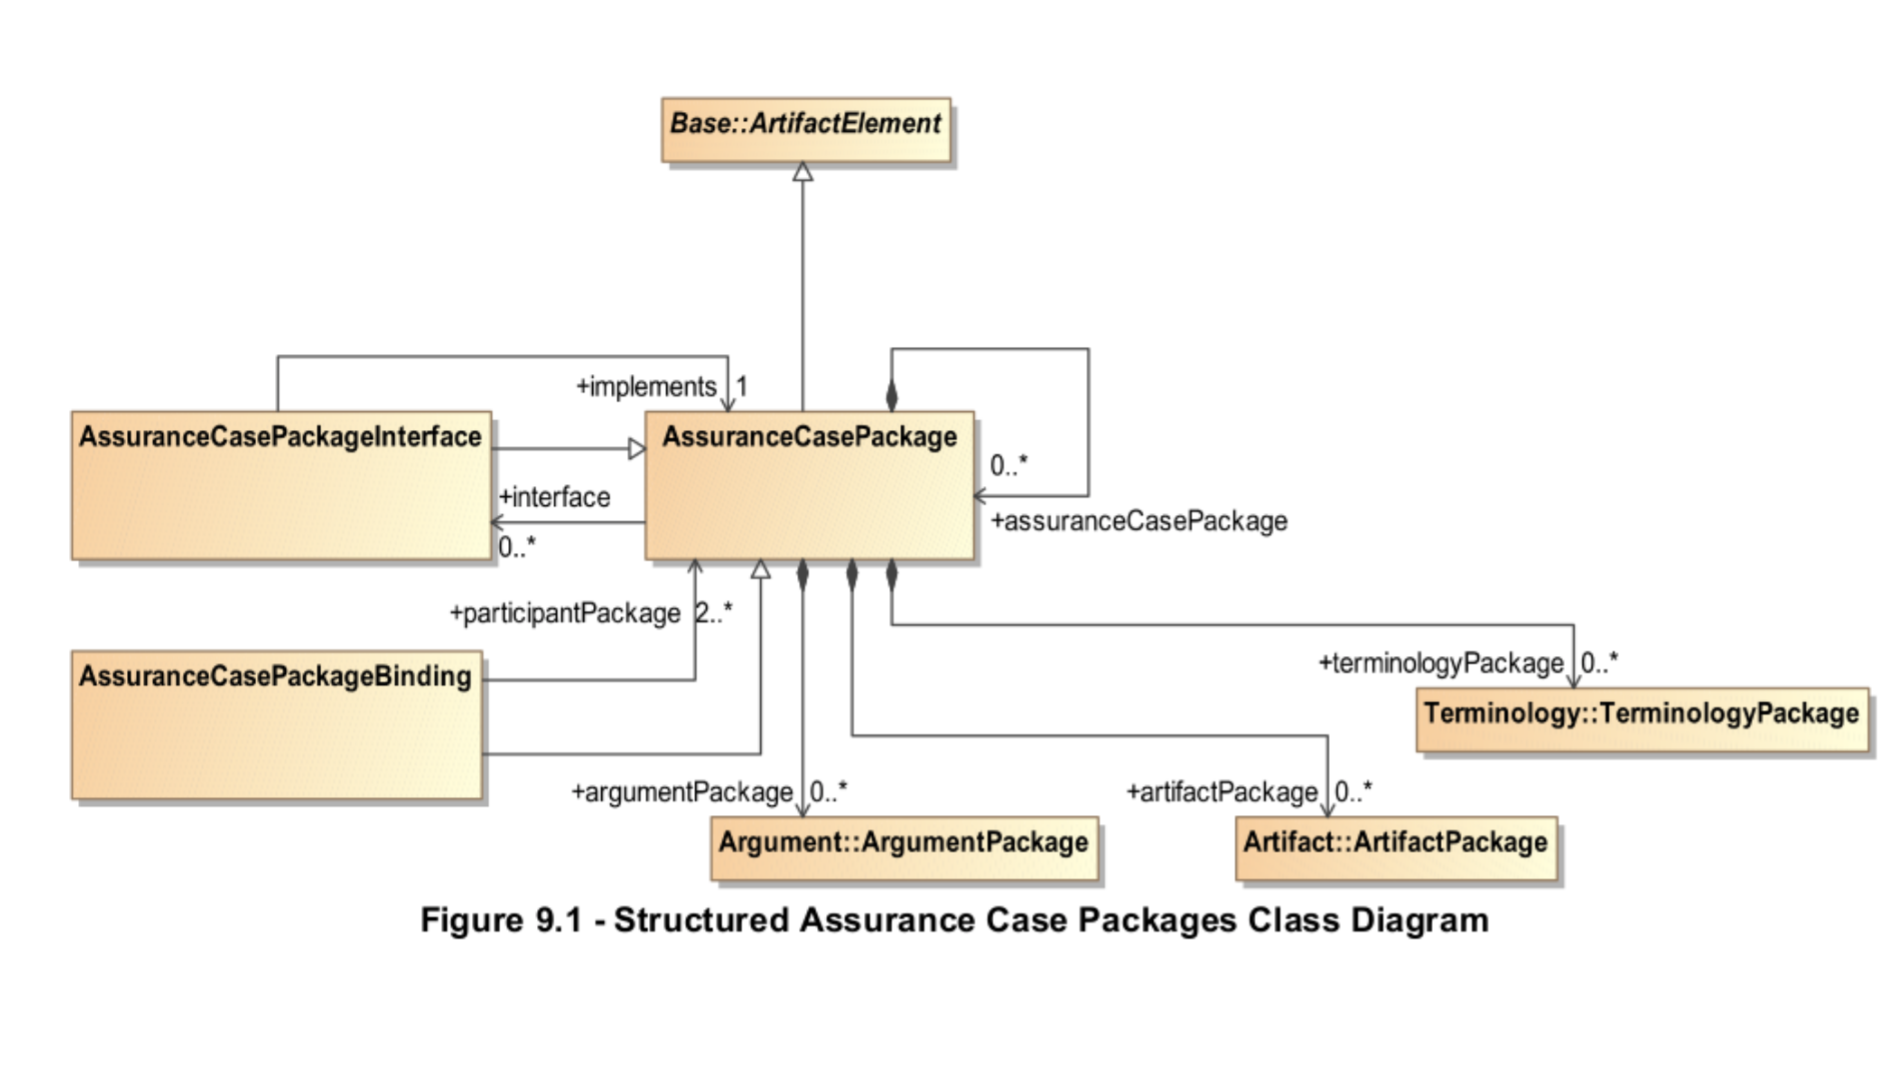 Base::ArtifactElement
+implements 1
AssuranceCasePackageInterface
AssuranceCasePackage
0..*
+interface
+assuranceCasePackage
0..*
+participantPackage 2..*
+terminologyPackage 0..*
AssuranceCasePackageBinding
Terminology::TerminologyPackage
+argumentPackage 0..*
+artifactPackage 0..*
Argument::ArgumentPackage
Artifact::ArtifactPackage
Figure 9.1 - Structured Assurance Case Packages Class Diagram